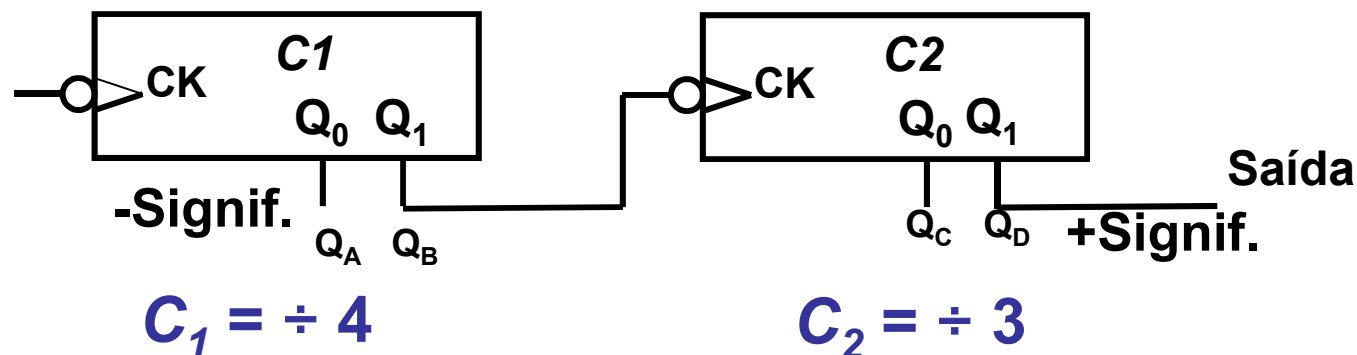 C1 C2
CK CK
Q0 Q1 Q0 Q1
Saída
-Signif. +Signif.
QA QB QC QD
C1 = ÷ 4 C2 = ÷ 3